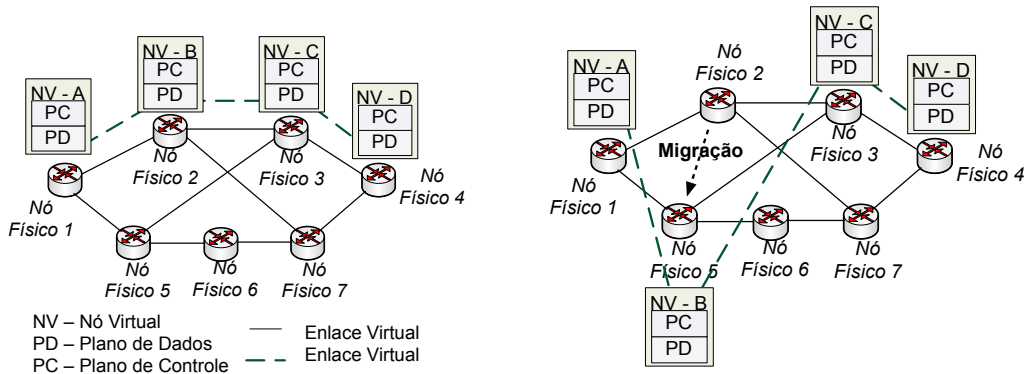 NV - A
PC
PD
NV - B
PC
PD
NV - C
PC
PD
NV - D
PC
PD
Nó
Físico 1
Nó
Físico 2
Nó
Físico 3
Nó
Físico 4
Nó
Físico 5
Nó
Físico 6
Nó
Físico 7
NV – Nó Virtual
PD – Plano de Dados
PC – Plano de Controle
Enlace Virtual
Enlace Virtual
NV - A
PC
PD
Nó
Físico 2
NV - C
PC
PD
NV - D
PC
PD
Migração
Nó
Físico 1
Nó
Físico 3
Nó
Físico 4
Nó
Físico 5
Nó
Físico 6
Nó
Físico 7
NV - B
PC
PD